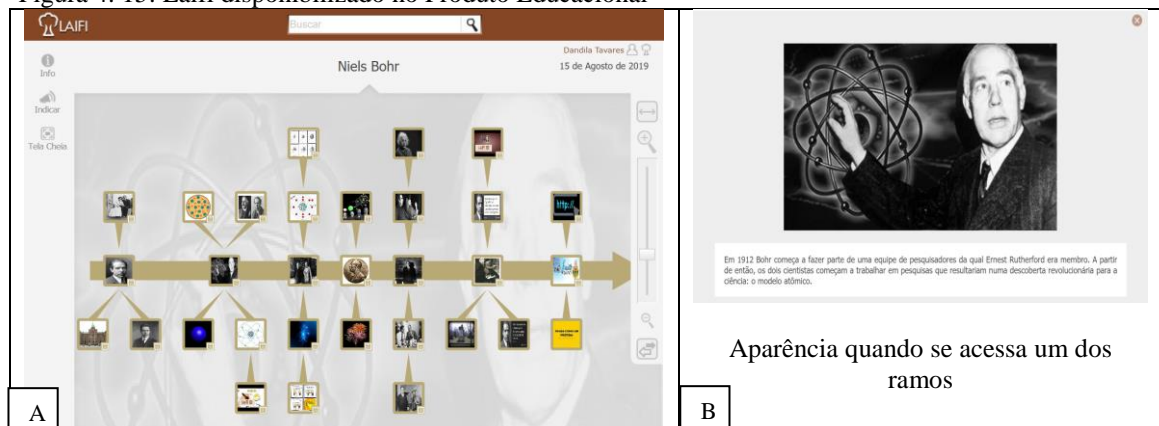 Figura 4. 15: Laifi disponibilizado no Produto Educacional
LAIFI
Buscar
Dandila Tavares
15 de Agosto de 2019
Info
Indicar
Tela Cheia
Niels Bohr
A
Em 1912 Bohr começa a fazer parte de uma equipe de pesquisadores da qual Ernest Rutherford era membro. A partir
de então, os dois cientistas começam a trabalhar em pesquisas que resultariam numa descoberta revolucionária para a
ciência: o modelo atômico.
Aparência quando se acessa um dos
ramos
B